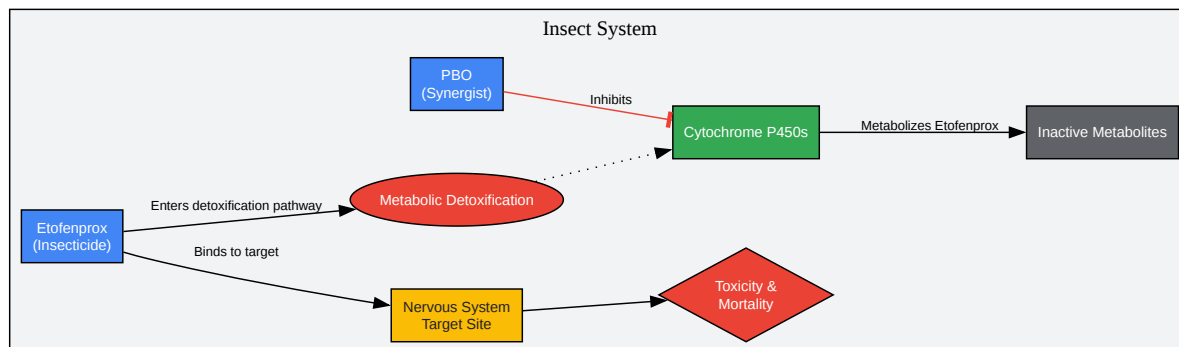 Insect System
PBO
(Synergist)
Inhibits
Cytochrome P450s
Metabolizes Etofenprox
Inactive Metabolites
Metabolic Detoxification
Enters detoxification pathway
Etofenprox
(Insecticide)
Binds to target
Nervous System
Target Site
Toxicity &
Mortality